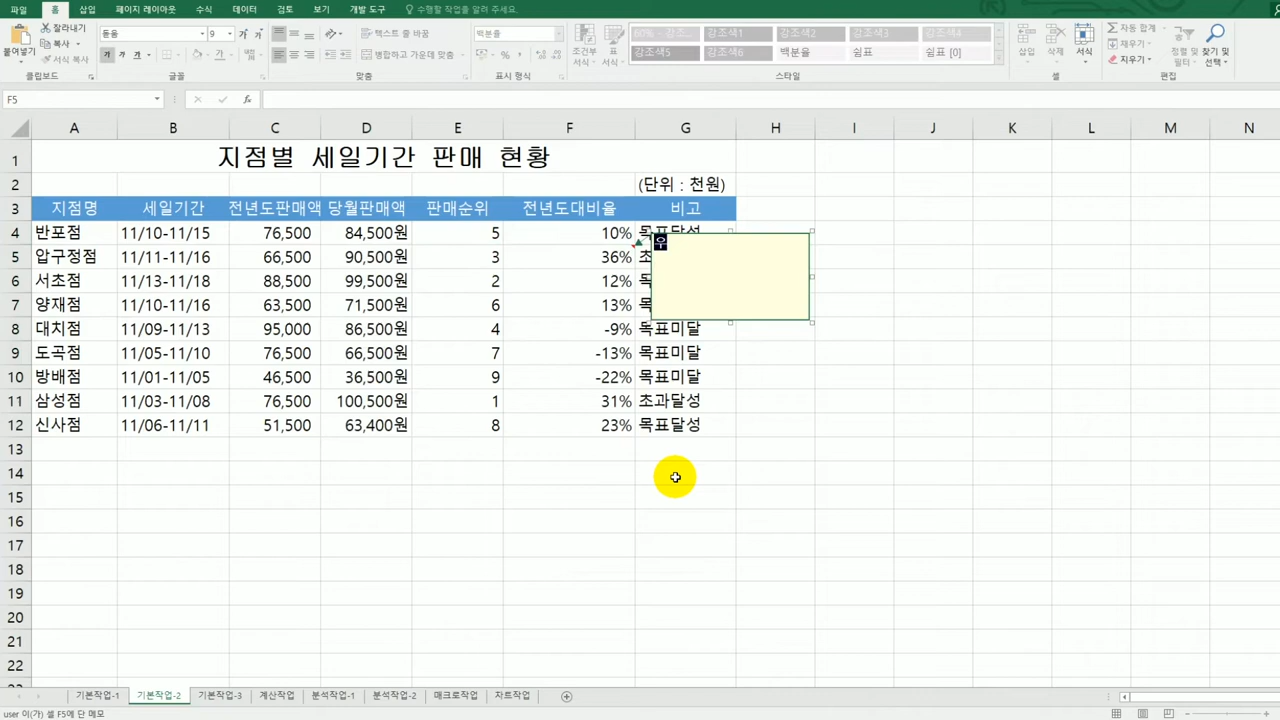 파일 홈 삽입 페이지 레이아웃 수식 데이터 검토 보기 개발 도구 수행할 작업을 알려 주세요.
잘라내기 돋움 9 텍스트 줄 바꿈 백분율 60% - 강조색... 강조색1 강조색2 강조색3 강조색4 자동 합계
붙여넣기 복사 조건부 서식 표 서식 삽입 삭제 서식 채우기 정렬 및 필터 찾기 및 선택
서식 복사 가 가 가 병합하고 가운데 맞춤 강조색5 강조색6 백분율 쉼표 쉼표 [0] 지우기
클립보드 글꼴 맞춤 표시 형식 스타일 셀 편집
F5 fx
A B C D E F G H I J K L M N
1 지점별 세일기간 판매 현황
2 (단위 : 천원)
3 지점명 세일기간 전년도판매액 당월판매액 판매순위 전년도대비율 비고
4 반포점 11/10-11/15 76,500 84,500원 5 10% 목표달성
우
5 압구정점 11/11-11/16 66,500 90,500원 3 36% 초
6 서초점 11/13-11/18 88,500 99,500원 2 12%
7 양재점 11/10-11/16 63,500 71,500원 6 13%
8 대치점 11/09-11/13 95,000 86,500원 4 -9% 목표미달
9 도곡점 11/05-11/10 76,500 66,500원 7 -13% 목표미달
10 방배점 11/01-11/05 46,500 36,500원 9 -22% 목표미달
11 삼성점 11/03-11/08 76,500 100,500원 1 31% 초과달성
12 신사점 11/06-11/11 51,500 63,400원 8 23% 목표달성
13
14
15
16
17
18
19
20
21
22
기본작업-1 기본작업-2 기본작업-3 계산작업 분석작업-1 분석작업-2 매크로작업 차트작업
user 이(가) 셀 F5에 단 메모